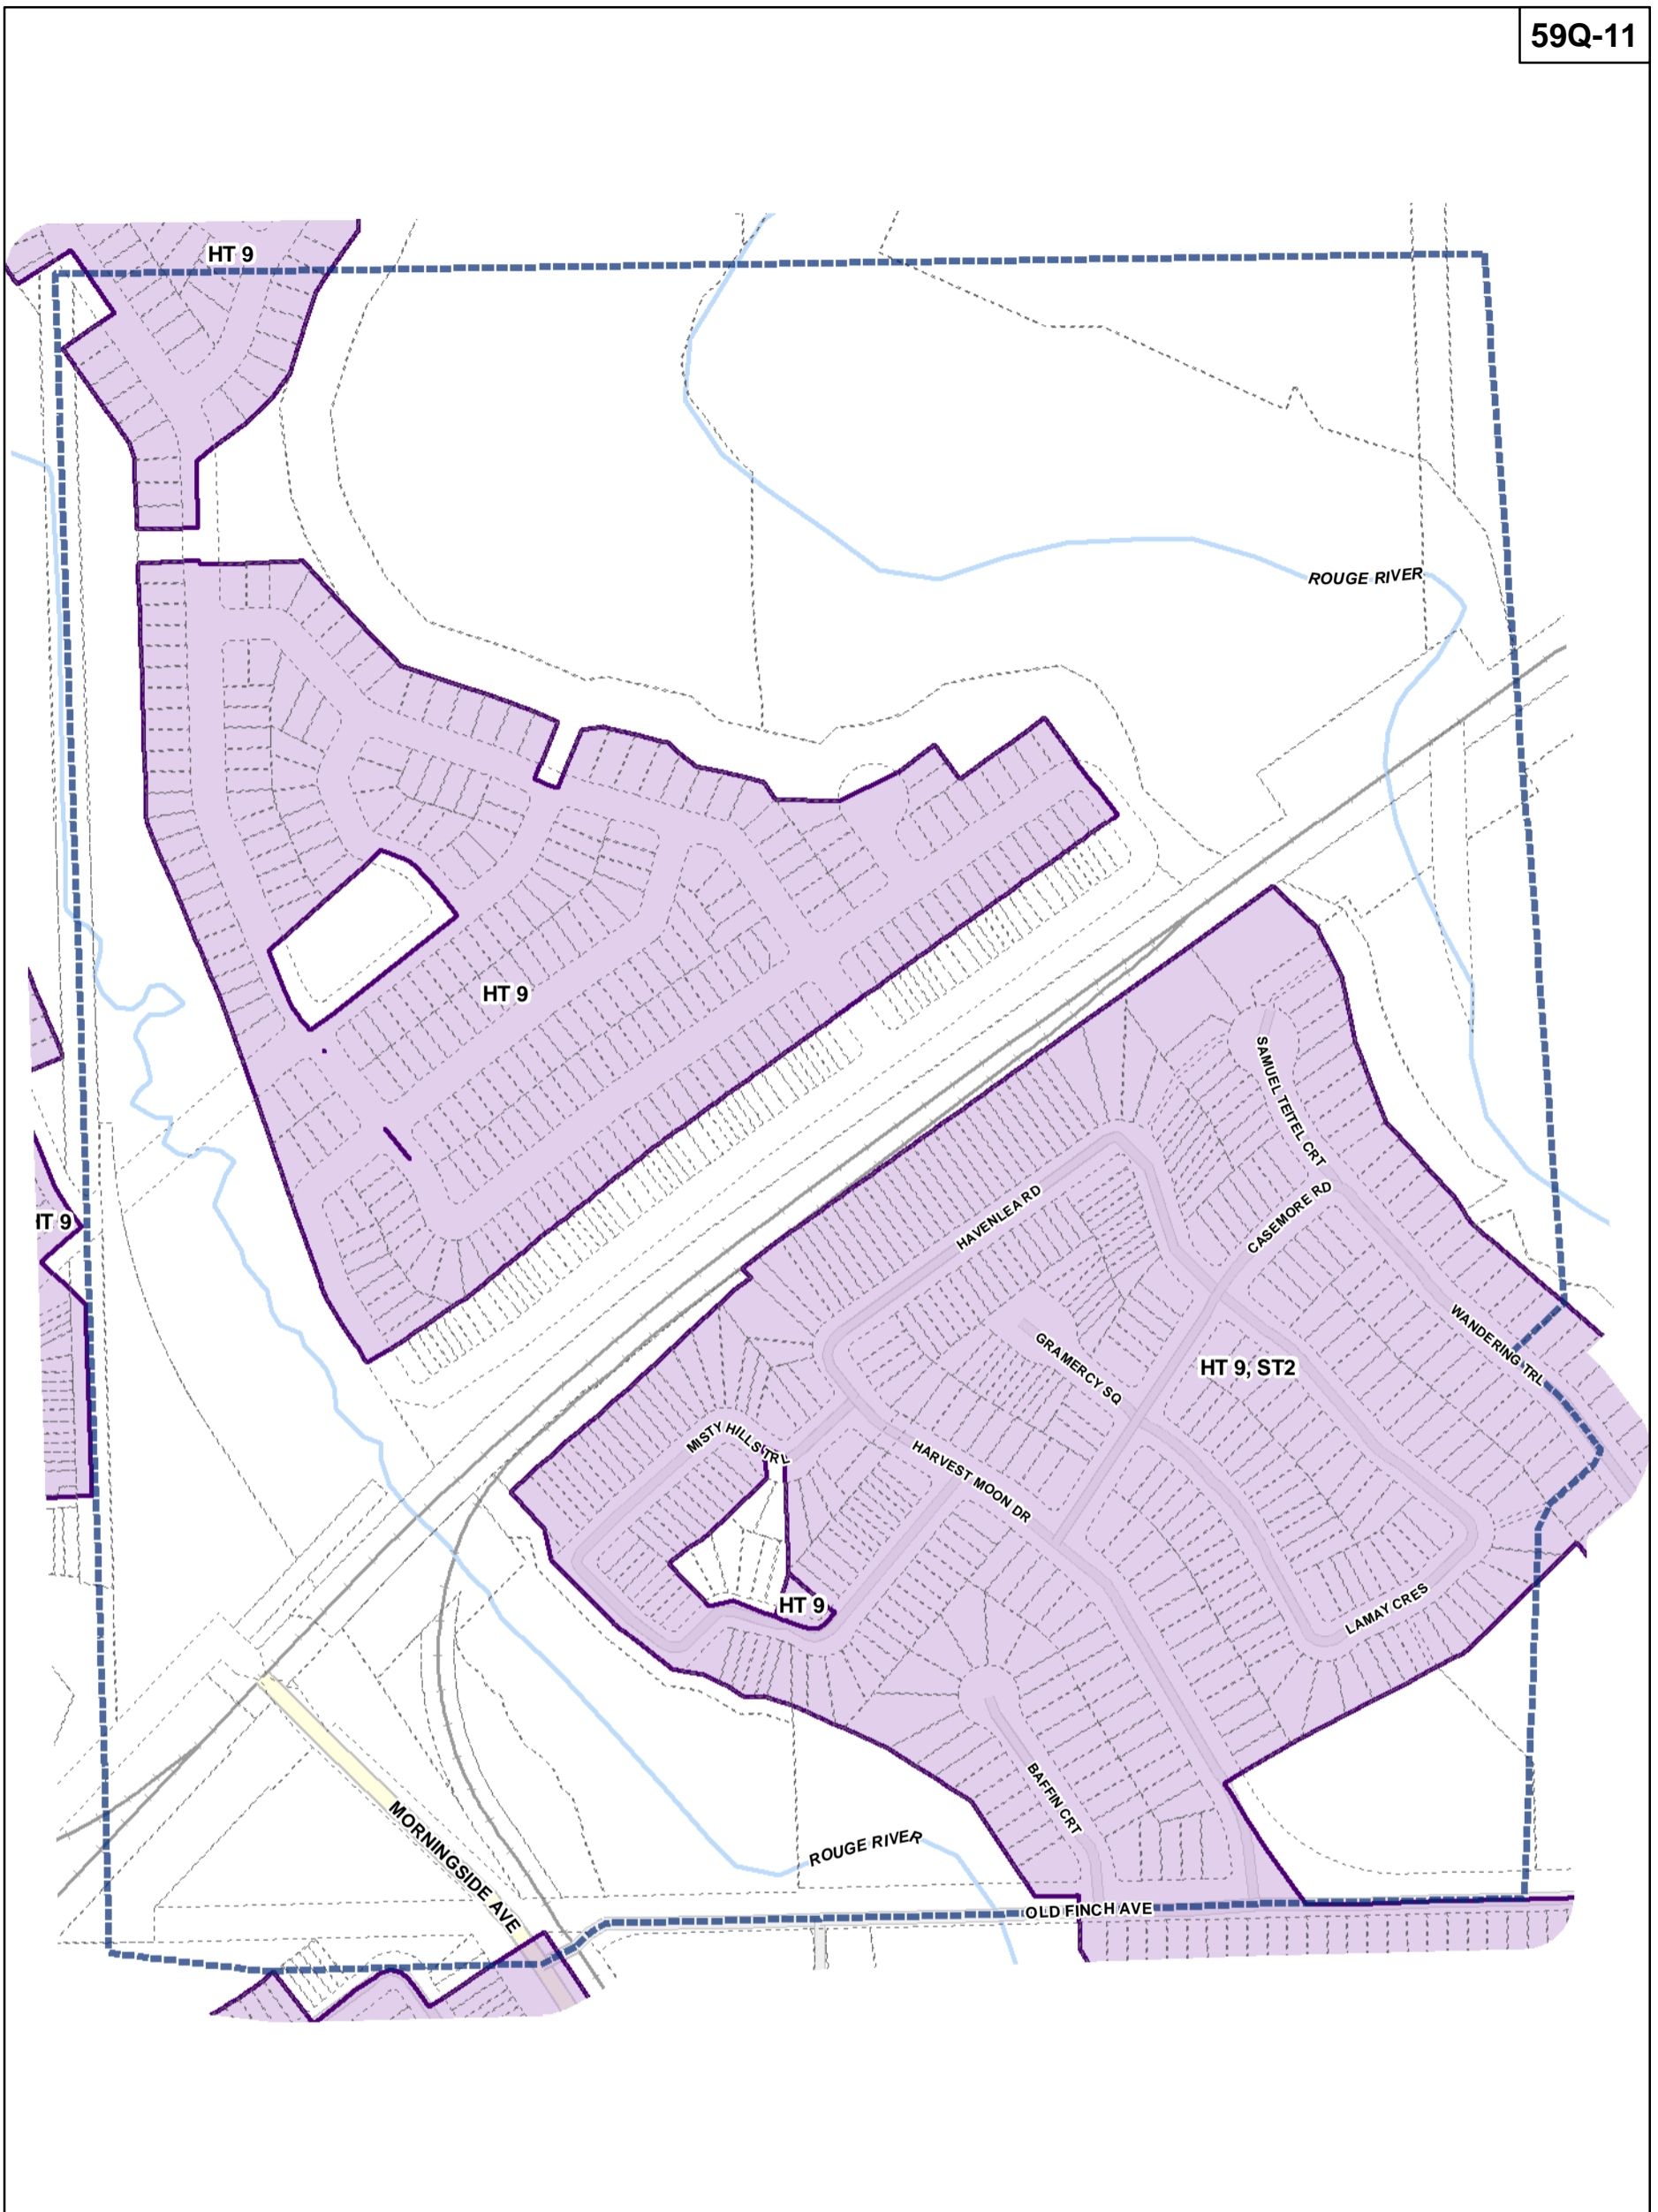 59Q-11
HT 9
ROUGE RIVER
HT 9
SAMUEL TEITEL CRT
HAVENLEA RD
CASEMORE RD
HT 9
WANDERING TRL
GRAMERCY SQ
HT 9, ST2
MISTY HILLS TRL
HARVEST MOON DR
HT 9
LAMAY CRES
BAFFIN CRT
MORNINGSIDE AVE
ROUGE RIVER
OLD FINCH AVE